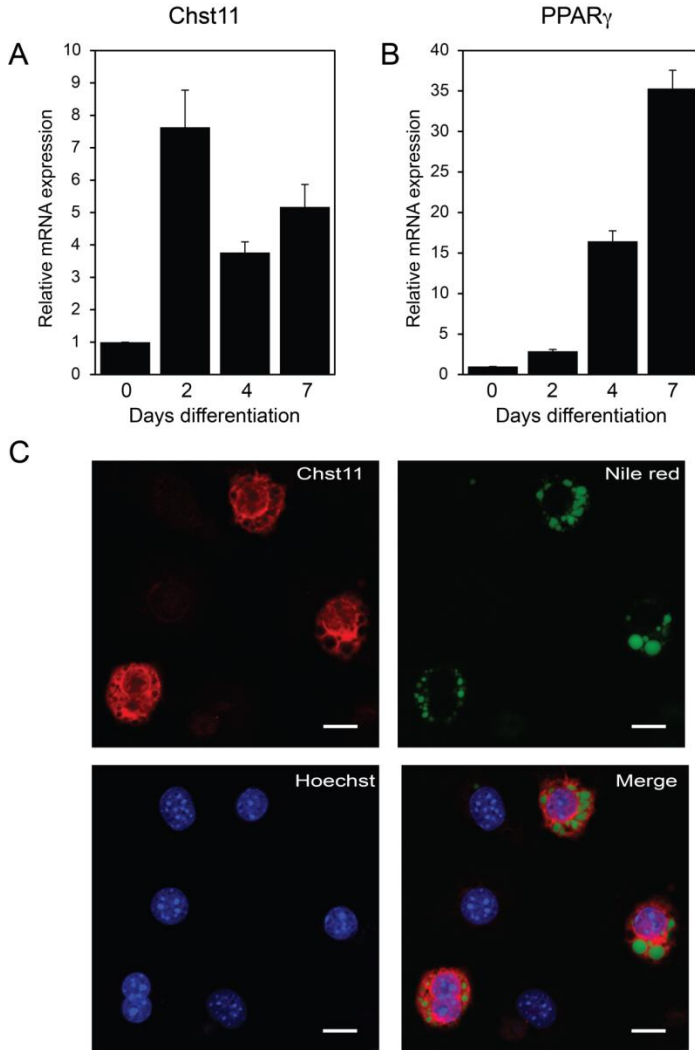 Chst11
PPARγ
A
B
Relative mRNA expression
10
9
8
7
6
5
4
3
2
1
0
0 2 4 7
Days differentiation
Relative mRNA expression
40
35
30
25
20
15
10
5
0
0 2 4 7
Days differentiation
C
Chst11
Nile red
Hoechst
Merge